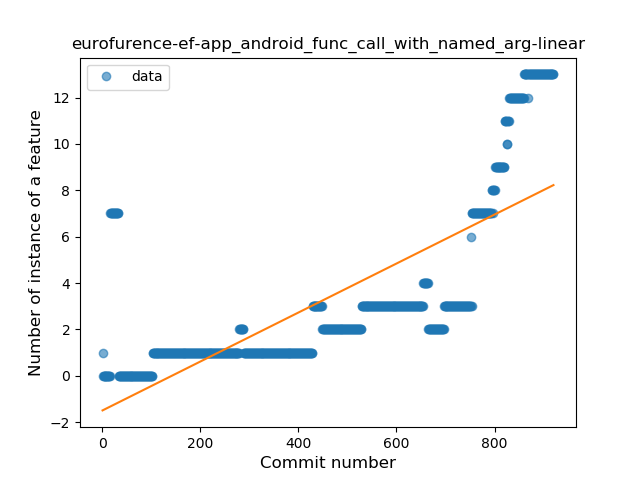 eurofurence-ef-app_android_func_call_with_named_arg-linear
data
Number of instance of a feature
12
10
8
6
4
2
0
−2
0 200 400 600 800
Commit number